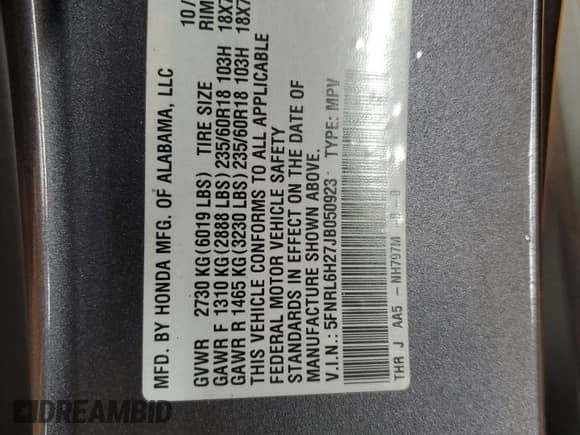 MFD. BY HONDA MFG. OF ALABAMA, LLC 10/
GVWR 2730 KG(6019 LBS) TIRE SIZE RIM
GAWR F 1310 KG(2888 LBS)235/60R18 103H 18X7
GAWR R 1465 KG(3230 LBS)235/60R18 103H 18X7
THIS VEHICLE CONFORMS TO ALL APPLICABLE
FEDERAL MOTOR VEHICLE SAFETY
STANDARDS IN EFFECT ON THE DATE OF
MANUFACTURE SHOWN ABOVE.
V.I.N.: 5FNRL6H27JB050923 TYPE: MPV
THR J AA5 - NH797M
DREAMBID